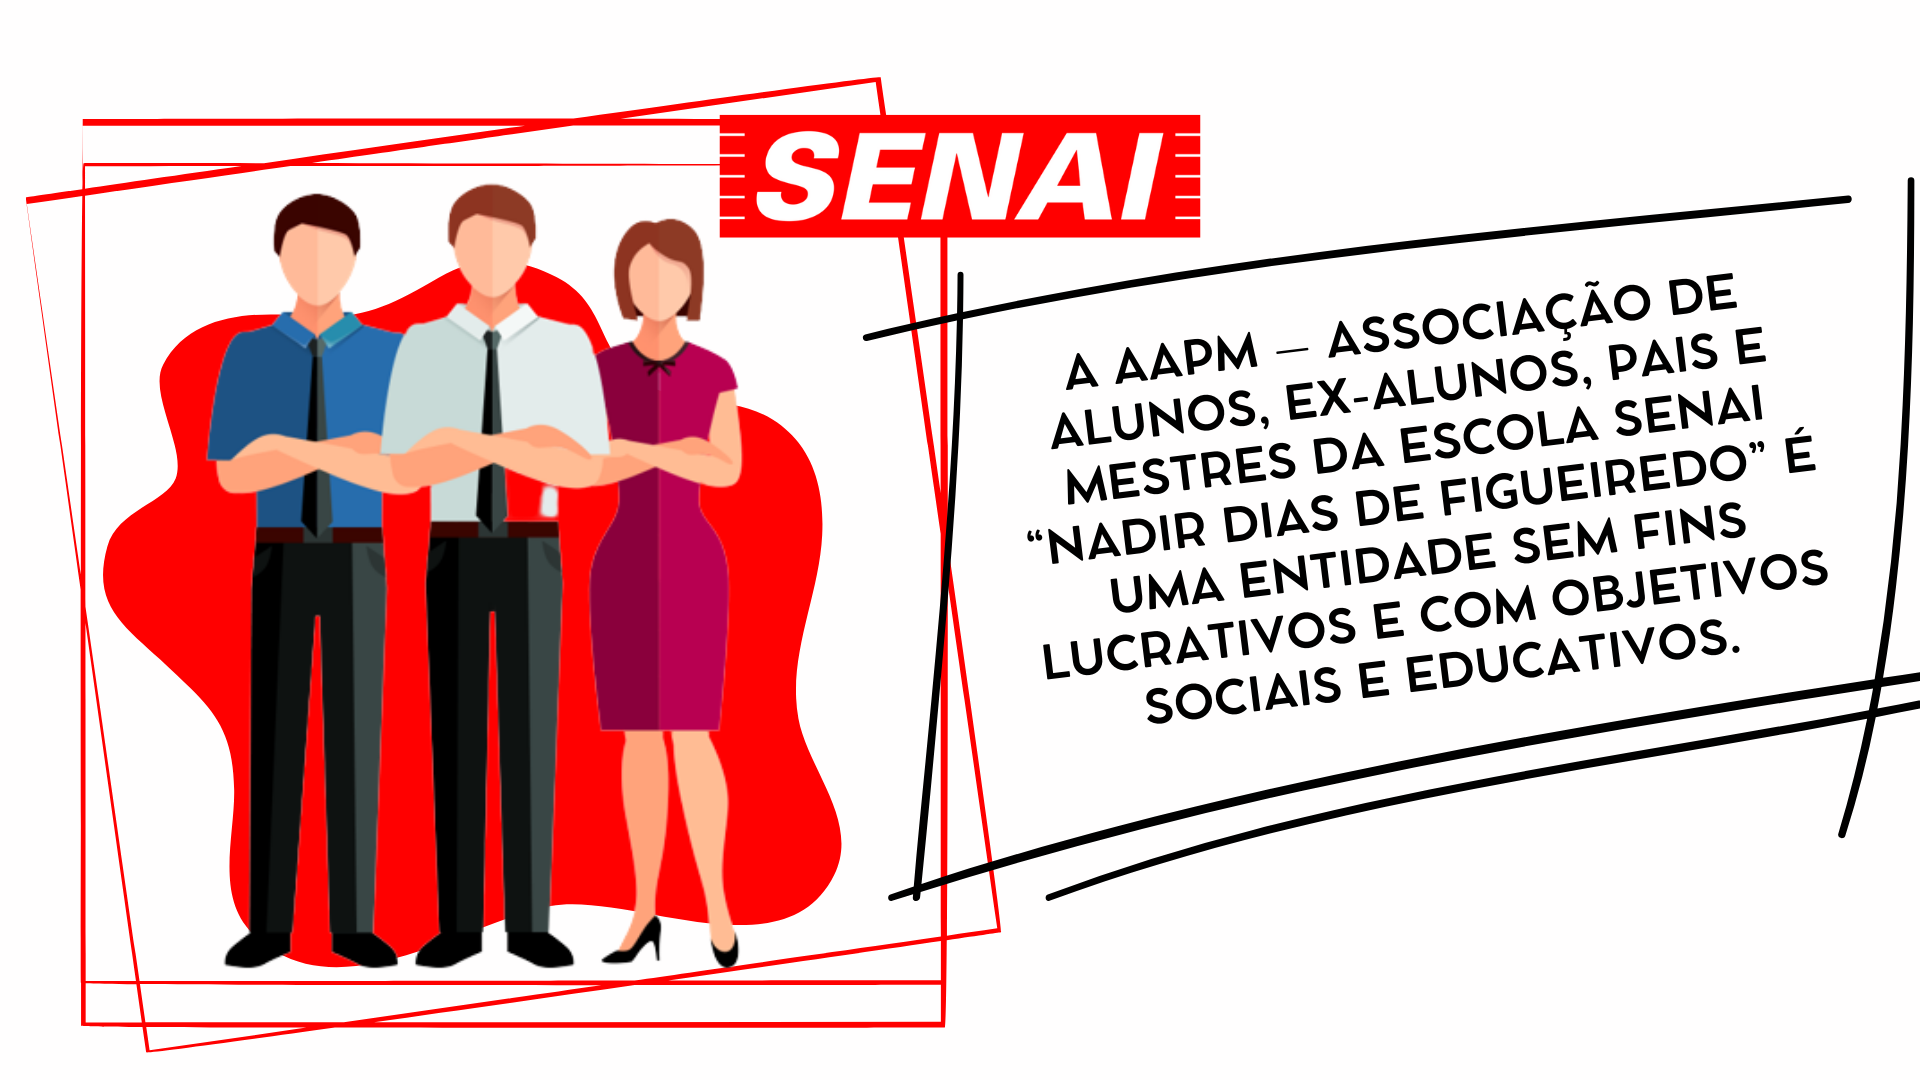 SENAI
A AAPM – ASSOCIAÇÃO DE
ALUNOS, EX-ALUNOS, PAIS E
MESTRES DA ESCOLA SENAI
“NADIR DIAS DE FIGUEIREDO” É
UMA ENTIDADE SEM FINS
LUCRATIVOS E COM OBJETIVOS
SOCIAIS E EDUCATIVOS.